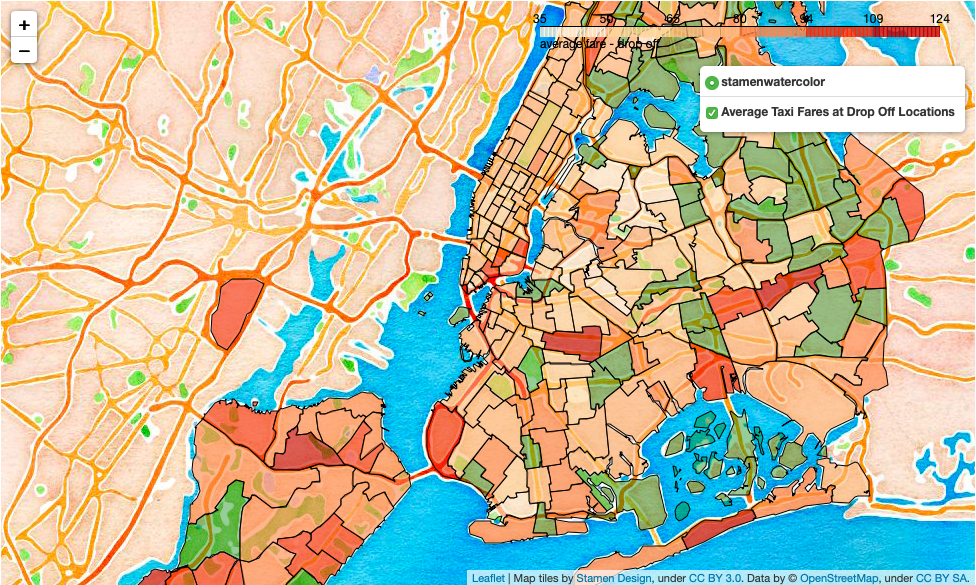 +
−
35 50 65 80 94 109 124
average fare - drop off
stamenwatercolor
Average Taxi Fares at Drop Off Locations
Leaflet | Map tiles by Stamen Design, under CC BY 3.0. Data by © OpenStreetMap, under CC BY SA